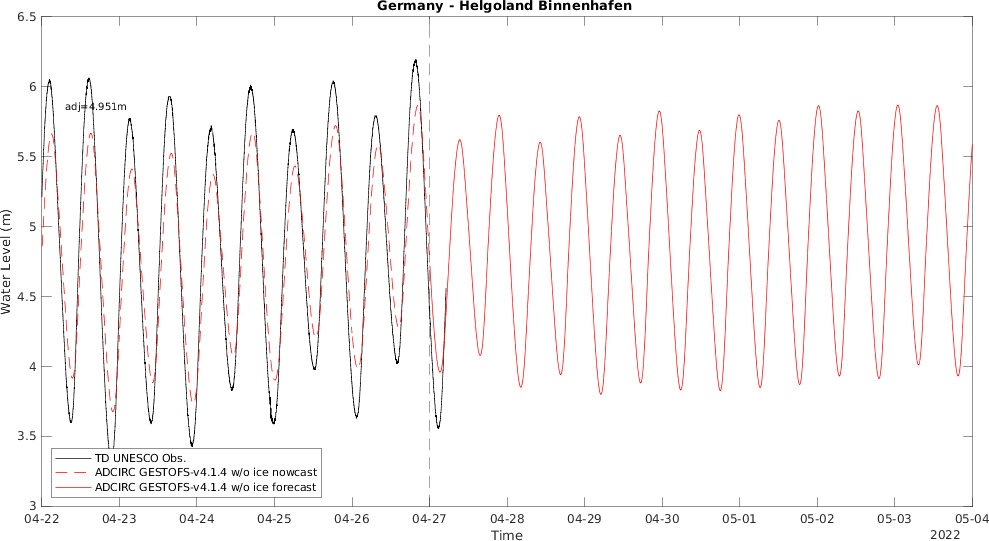 Germany - Helgoland Binnenhafen
6.5
6
5.5
5
4.5
4
3.5
3
Water Level (m)
adj=4.951m
TD UNESCO Obs.
ADCIRC GESTOFS-v4.1.4 w/o ice nowcast
ADCIRC GESTOFS-v4.1.4 w/o ice forecast
04-22 04-23 04-24 04-25 04-26 04-27 04-28 04-29 04-30 05-01 05-02 05-03 05-04
Time
2022